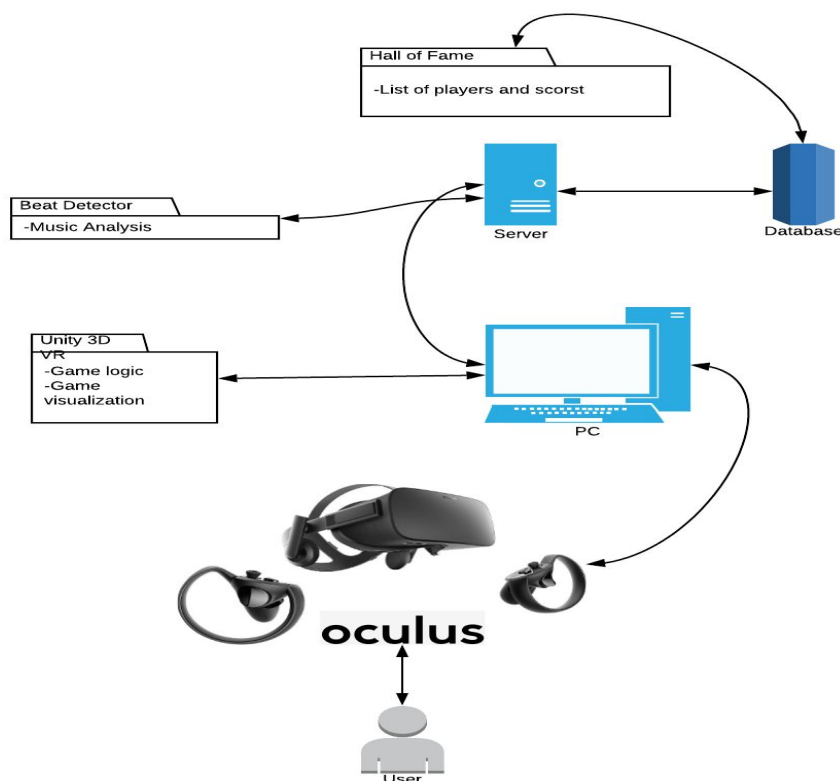 Hall of Fame
-List of players and scorst
Server
Database
Beat Detector
-Music Analysis
Unity 3D
VR
-Game logic
-Game
visualization
PC
oculus
User